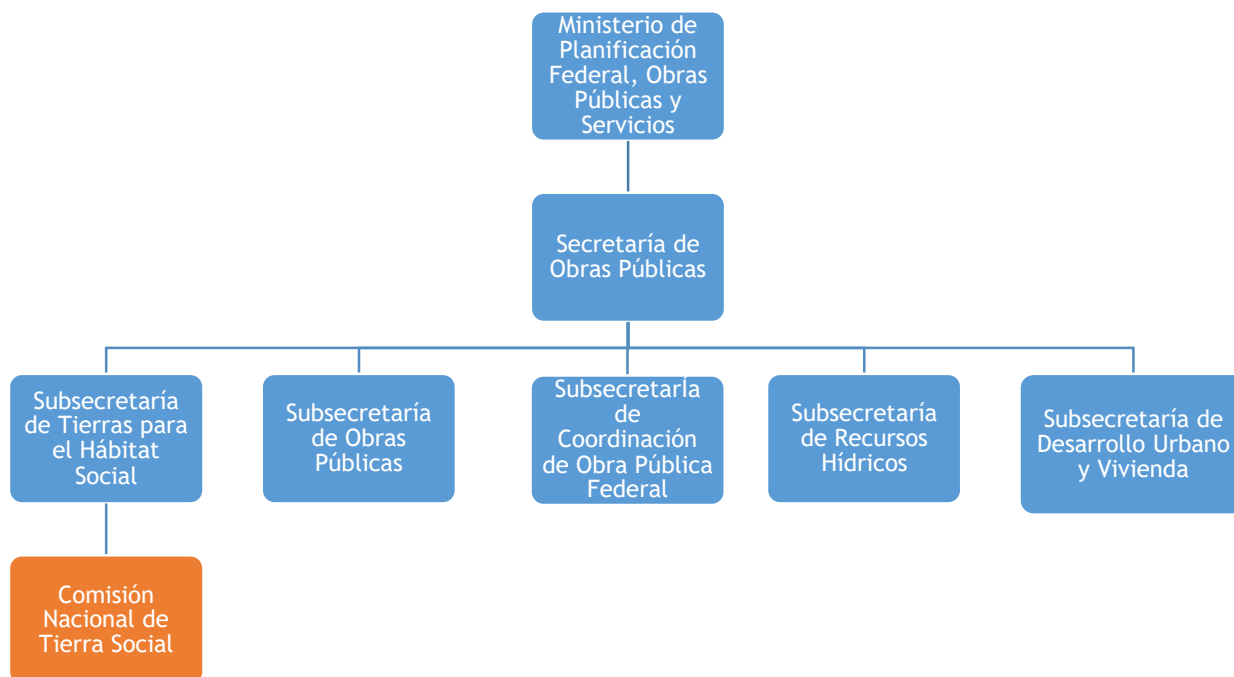 Ministerio de
Planificación
Federal, Obras
Públicas y
Servicios
Secretaría de
Obras Públicas
Subsecretaría
de Tierras para
el Hábitat
Social
Subsecretaría
de Obras
Públicas
Subsecretaría
de
Coordinación
de Obra Pública
Federal
Subsecretaría
de Recursos
Hídricos
Subsecretaría de
Desarrollo Urbano
y Vivienda
Comisión
Nacional de
Tierra Social